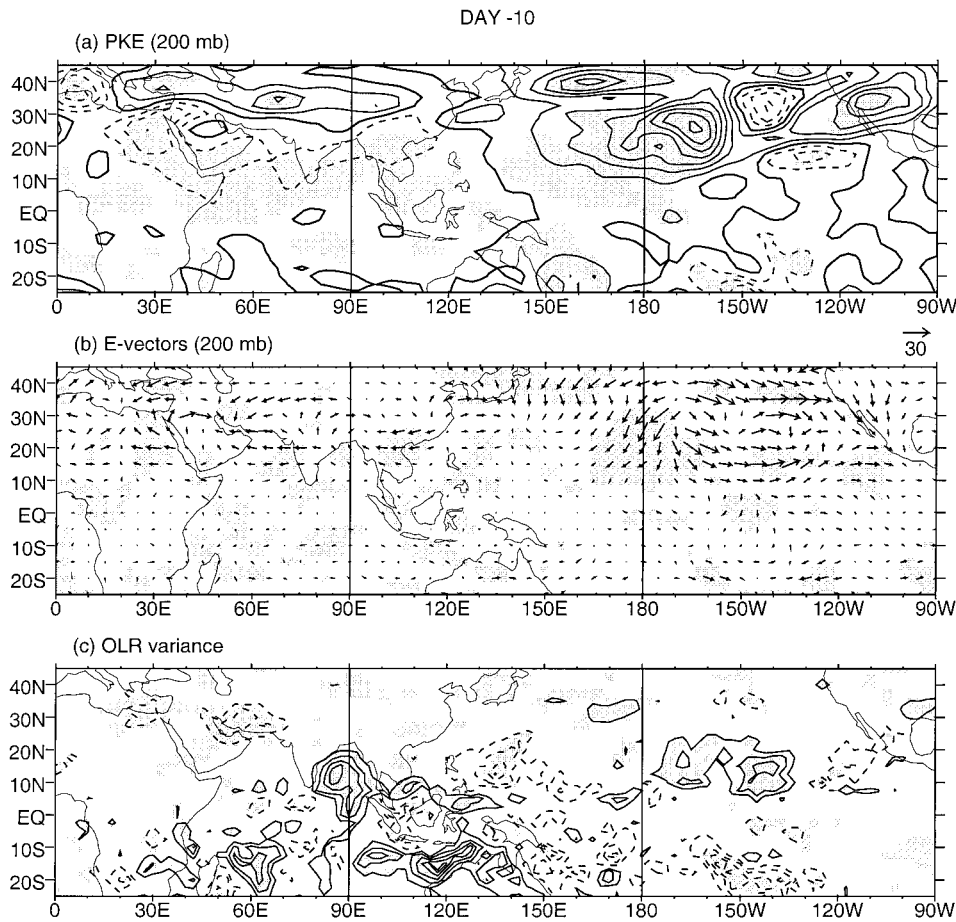 DAY -10
(a) PKE (200 mb)
40N
30N
20N
10N
EQ
10S
20S
0 30E 60E 90E 120E 150E 180 150W 120W 90W
(b) E-vectors (200 mb)
30
40N
30N
20N
10N
EQ
10S
20S
0 30E 60E 90E 120E 150E 180 150W 120W 90W
(c) OLR variance
40N
30N
20N
10N
EQ
10S
20S
0 30E 60E 90E 120E 150E 180 150W 120W 90W